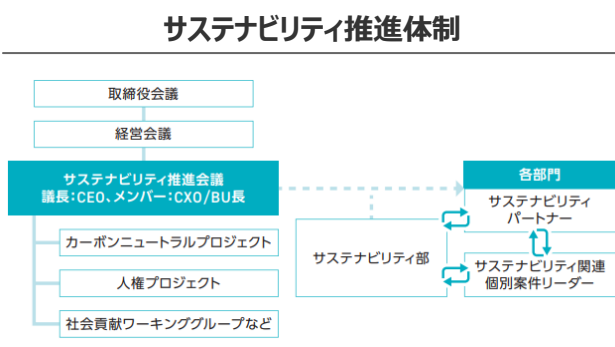 サステナビリティ推進体制
取締役会議
経営会議
サステナビリティ推進会議
議長：CEO、メンバー：CXO/BU長
カーボンニュートラルプロジェクト
人権プロジェクト
社会貢献ワーキンググループなど
サステナビリティ部
各部門
サステナビリティ
パートナー
サステナビリティ関連
個別案件リーダー